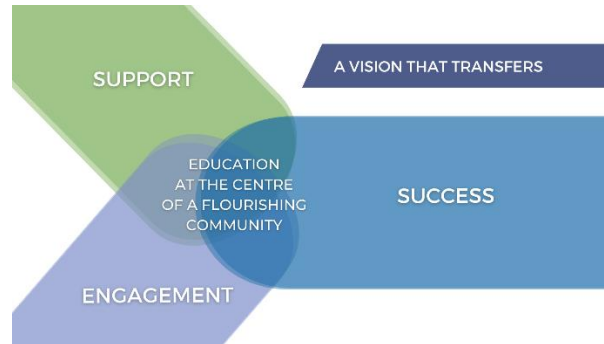 SUPPORT
A VISION THAT TRANSFERS
EDUCATION
AT THE CENTRE
OF A FLOURISHING
COMMUNITY
SUCCESS
ENGAGEMENT